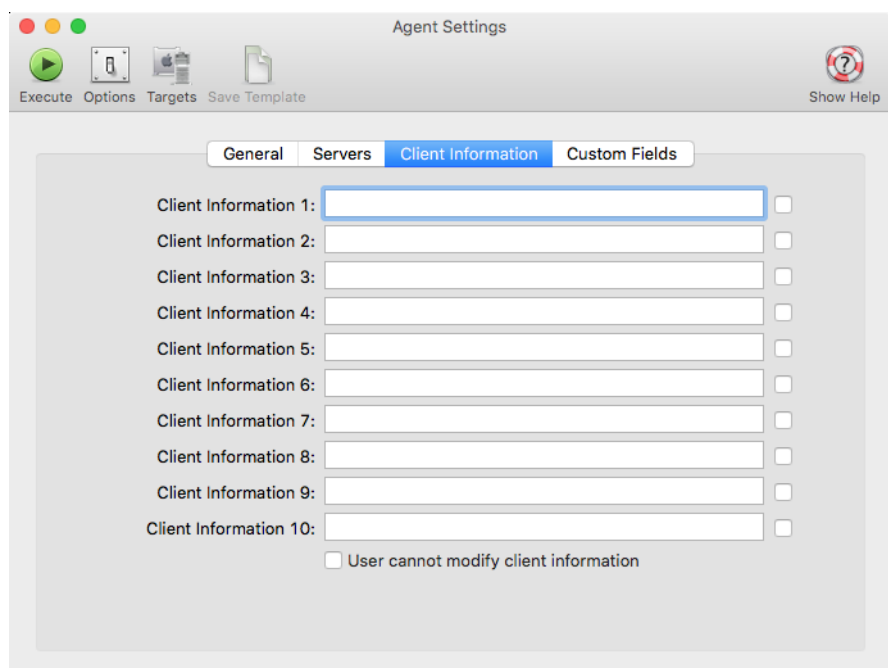 Agent Settings
Execute Options Targets Save Template Show Help
General Servers Client Information Custom Fields
Client Information 1:
Client Information 2:
Client Information 3:
Client Information 4:
Client Information 5:
Client Information 6:
Client Information 7:
Client Information 8:
Client Information 9:
Client Information 10:
User cannot modify client information